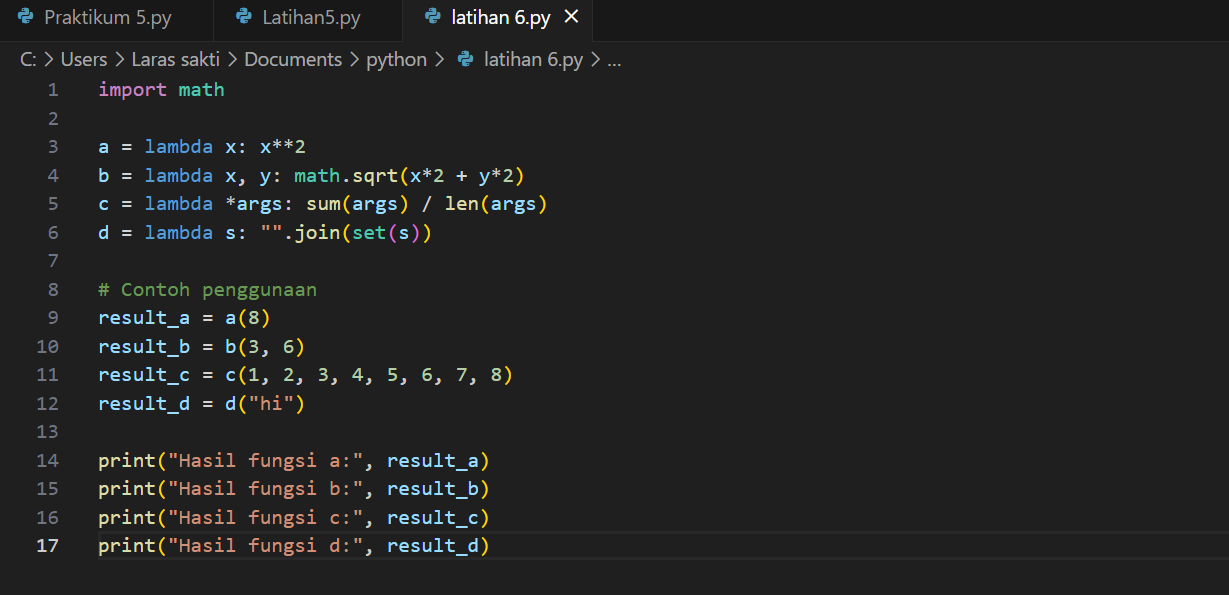 Praktikum 5.py Latihan5.py latihan 6.py ×
C: > Users > Laras sakti > Documents > python > latihan 6.py > ...
1 import math
2
3 a = lambda x: x**2
4 b = lambda x, y: math.sqrt(x*2 + y*2)
5 c = lambda *args: sum(args) / len(args)
6 d = lambda s: "".join(set(s))
7
8 # Contoh penggunaan
9 result_a = a(8)
10 result_b = b(3, 6)
11 result_c = c(1, 2, 3, 4, 5, 6, 7, 8)
12 result_d = d("hi")
13
14 print("Hasil fungsi a:", result_a)
15 print("Hasil fungsi b:", result_b)
16 print("Hasil fungsi c:", result_c)
17 print("Hasil fungsi d:", result_d)